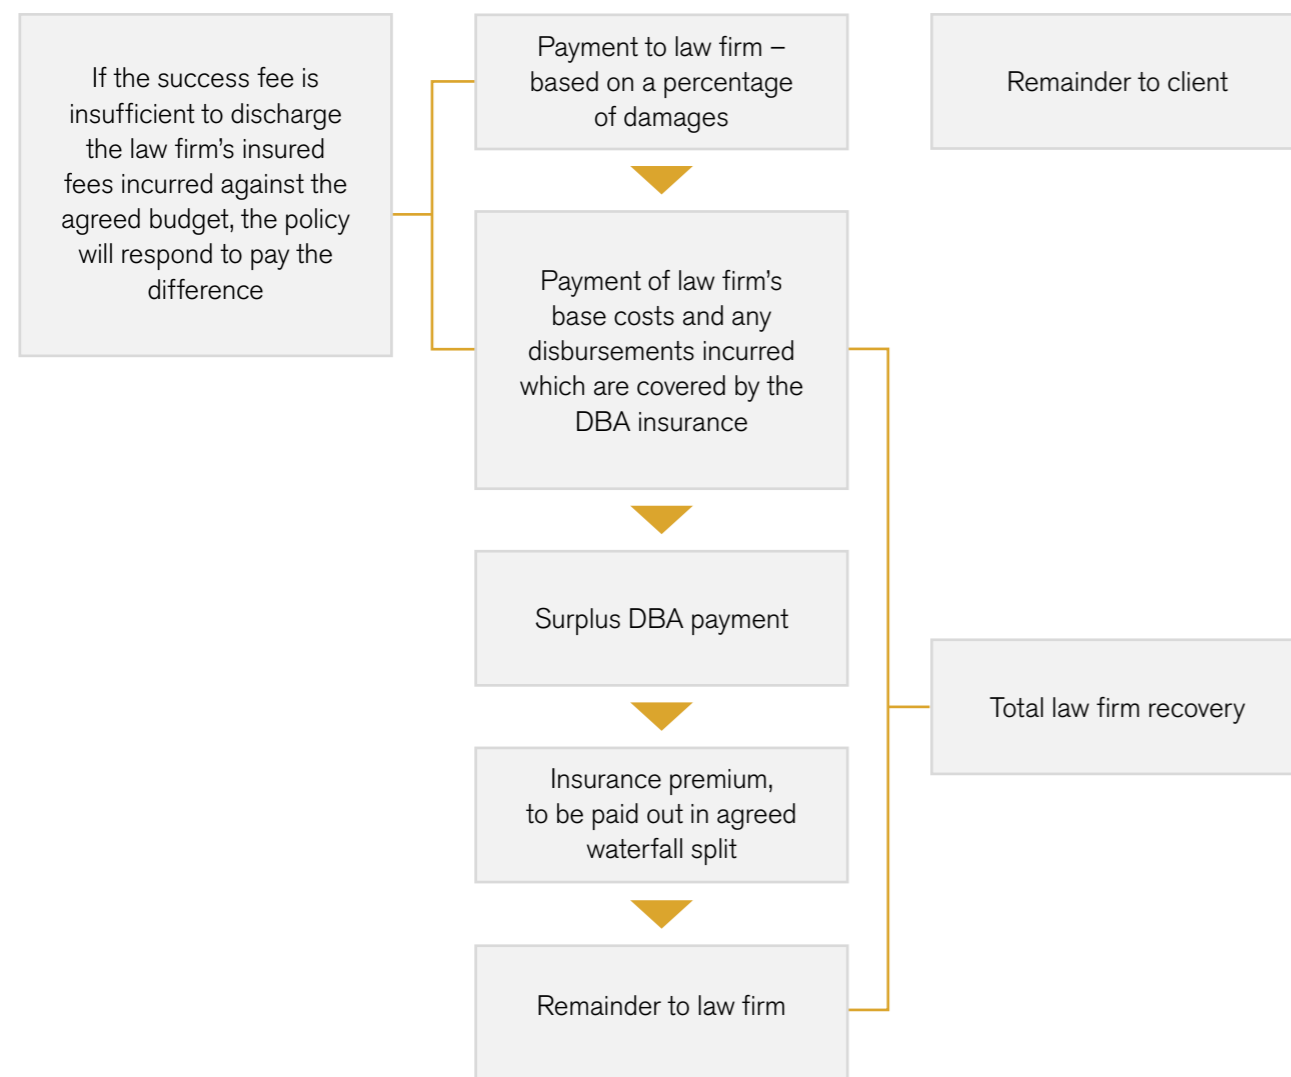 If the success fee is
insufficient to discharge
the law firm’s insured
fees incurred against the
agreed budget, the policy
will respond to pay the
difference
Payment to law firm –
based on a percentage
of damages
Remainder to client
Payment of law firm’s
base costs and any
disbursements incurred
which are covered by the
DBA insurance
Surplus DBA payment
Total law firm recovery
Insurance premium,
to be paid out in agreed
waterfall split
Remainder to law firm